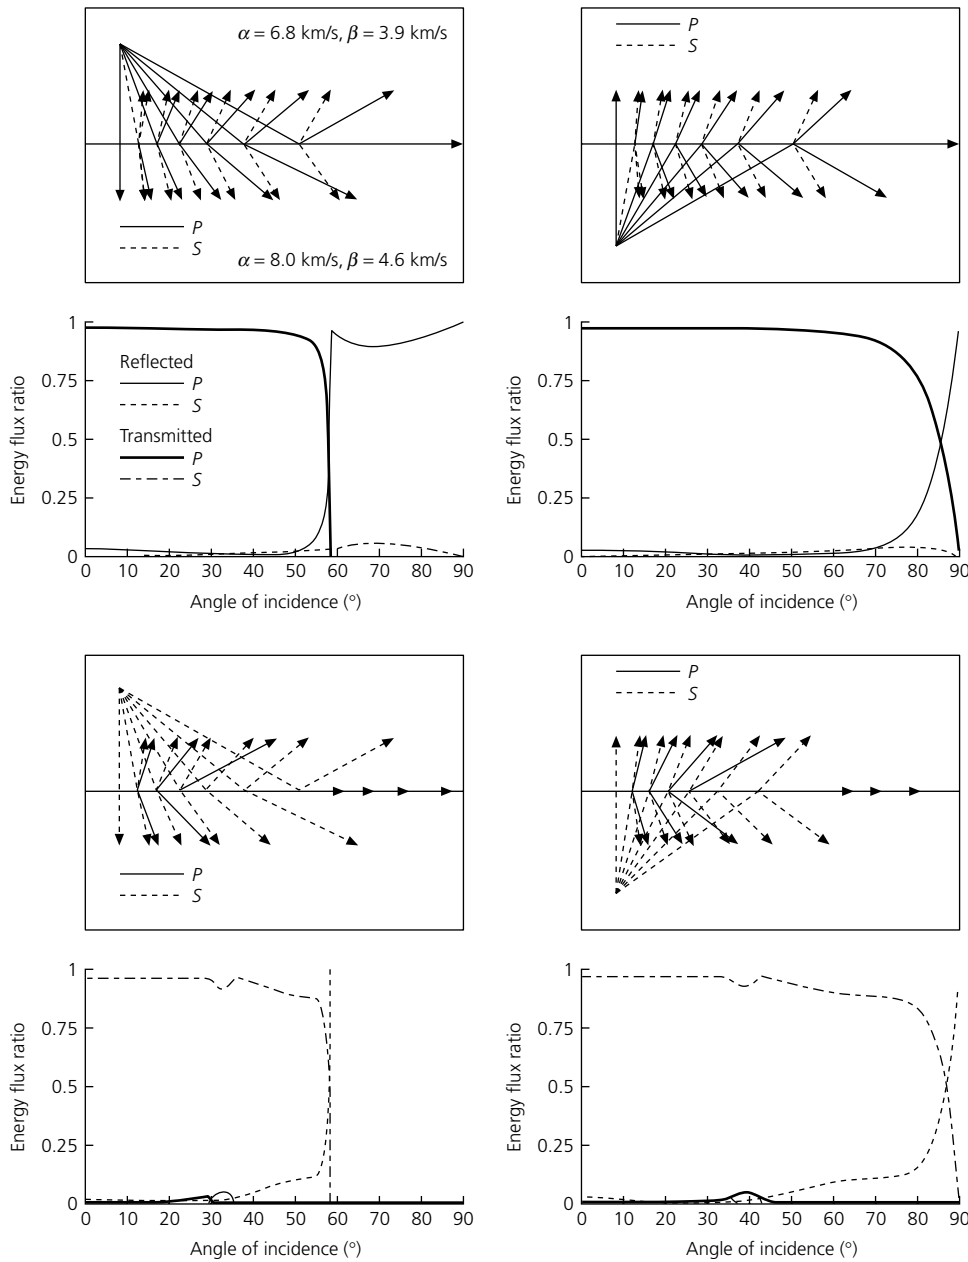 α = 6.8 km/s, β = 3.9 km/s
P
S
α = 8.0 km/s, β = 4.6 km/s
P
S
Energy flux ratio
1
0.75
0.5
0.25
0
Reflected
P
S
Transmitted
P
S
0 10 20 30 40 50 60 70 80 90
Angle of incidence (°)
Energy flux ratio
1
0.75
0.5
0.25
0
0 10 20 30 40 50 60 70 80 90
Angle of incidence (°)
P
S
P
S
Energy flux ratio
1
0.75
0.5
0.25
0
0 10 20 30 40 50 60 70 80 90
Angle of incidence (°)
Energy flux ratio
1
0.75
0.5
0.25
0
0 10 20 30 40 50 60 70 80 90
Angle of incidence (°)